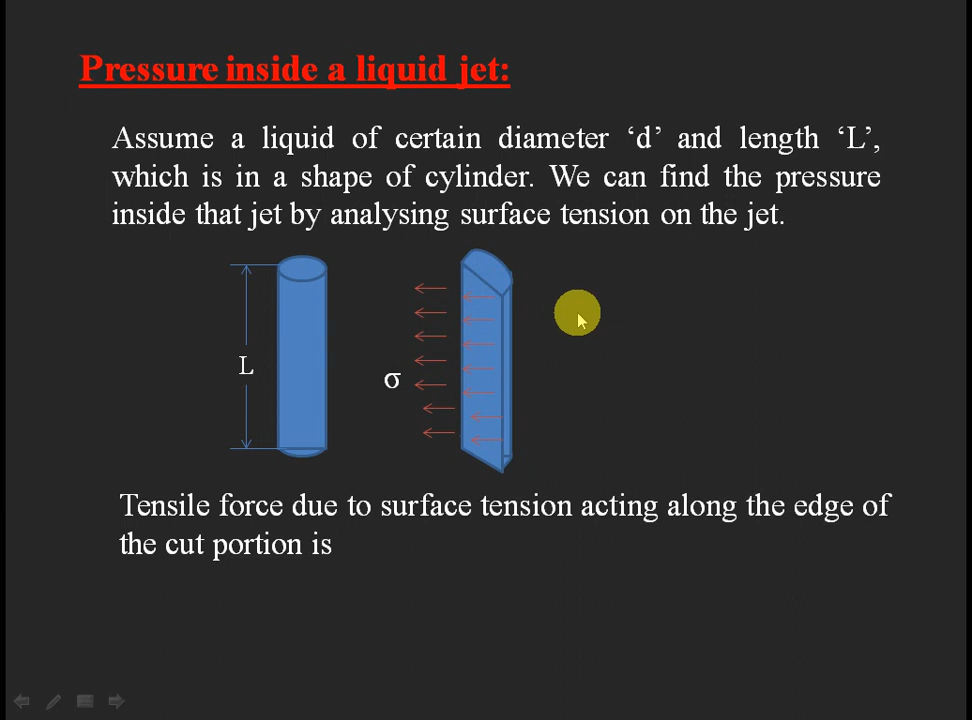 Pressure inside a liquid jet:
Assume a liquid of certain diameter ‘d’ and length ‘L’,
which is in a shape of cylinder. We can find the pressure
inside that jet by analysing surface tension on the jet.
L
σ
Tensile force due to surface tension acting along the edge of
the cut portion is